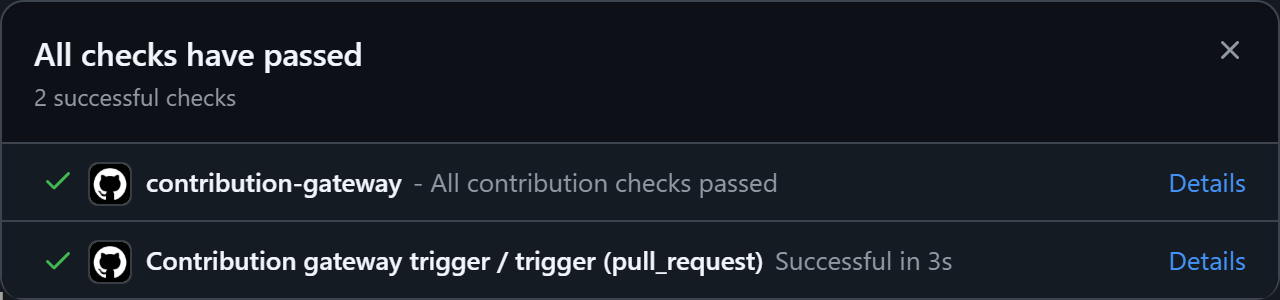 All checks have passed
2 successful checks
contribution-gateway - All contribution checks passed Details
Contribution gateway trigger / trigger (pull_request) Successful in 3s Details